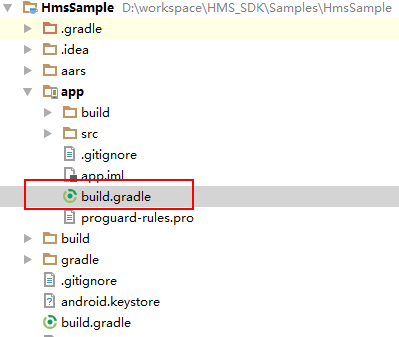 HmsSample D:\workspace\HMS_SDK\Samples\HmsSample
.gradle
.idea
aars
app
build
src
.gitignore
app.iml
build.gradle
proguard-rules.pro
build
gradle
.gitignore
android.keystore
build.gradle